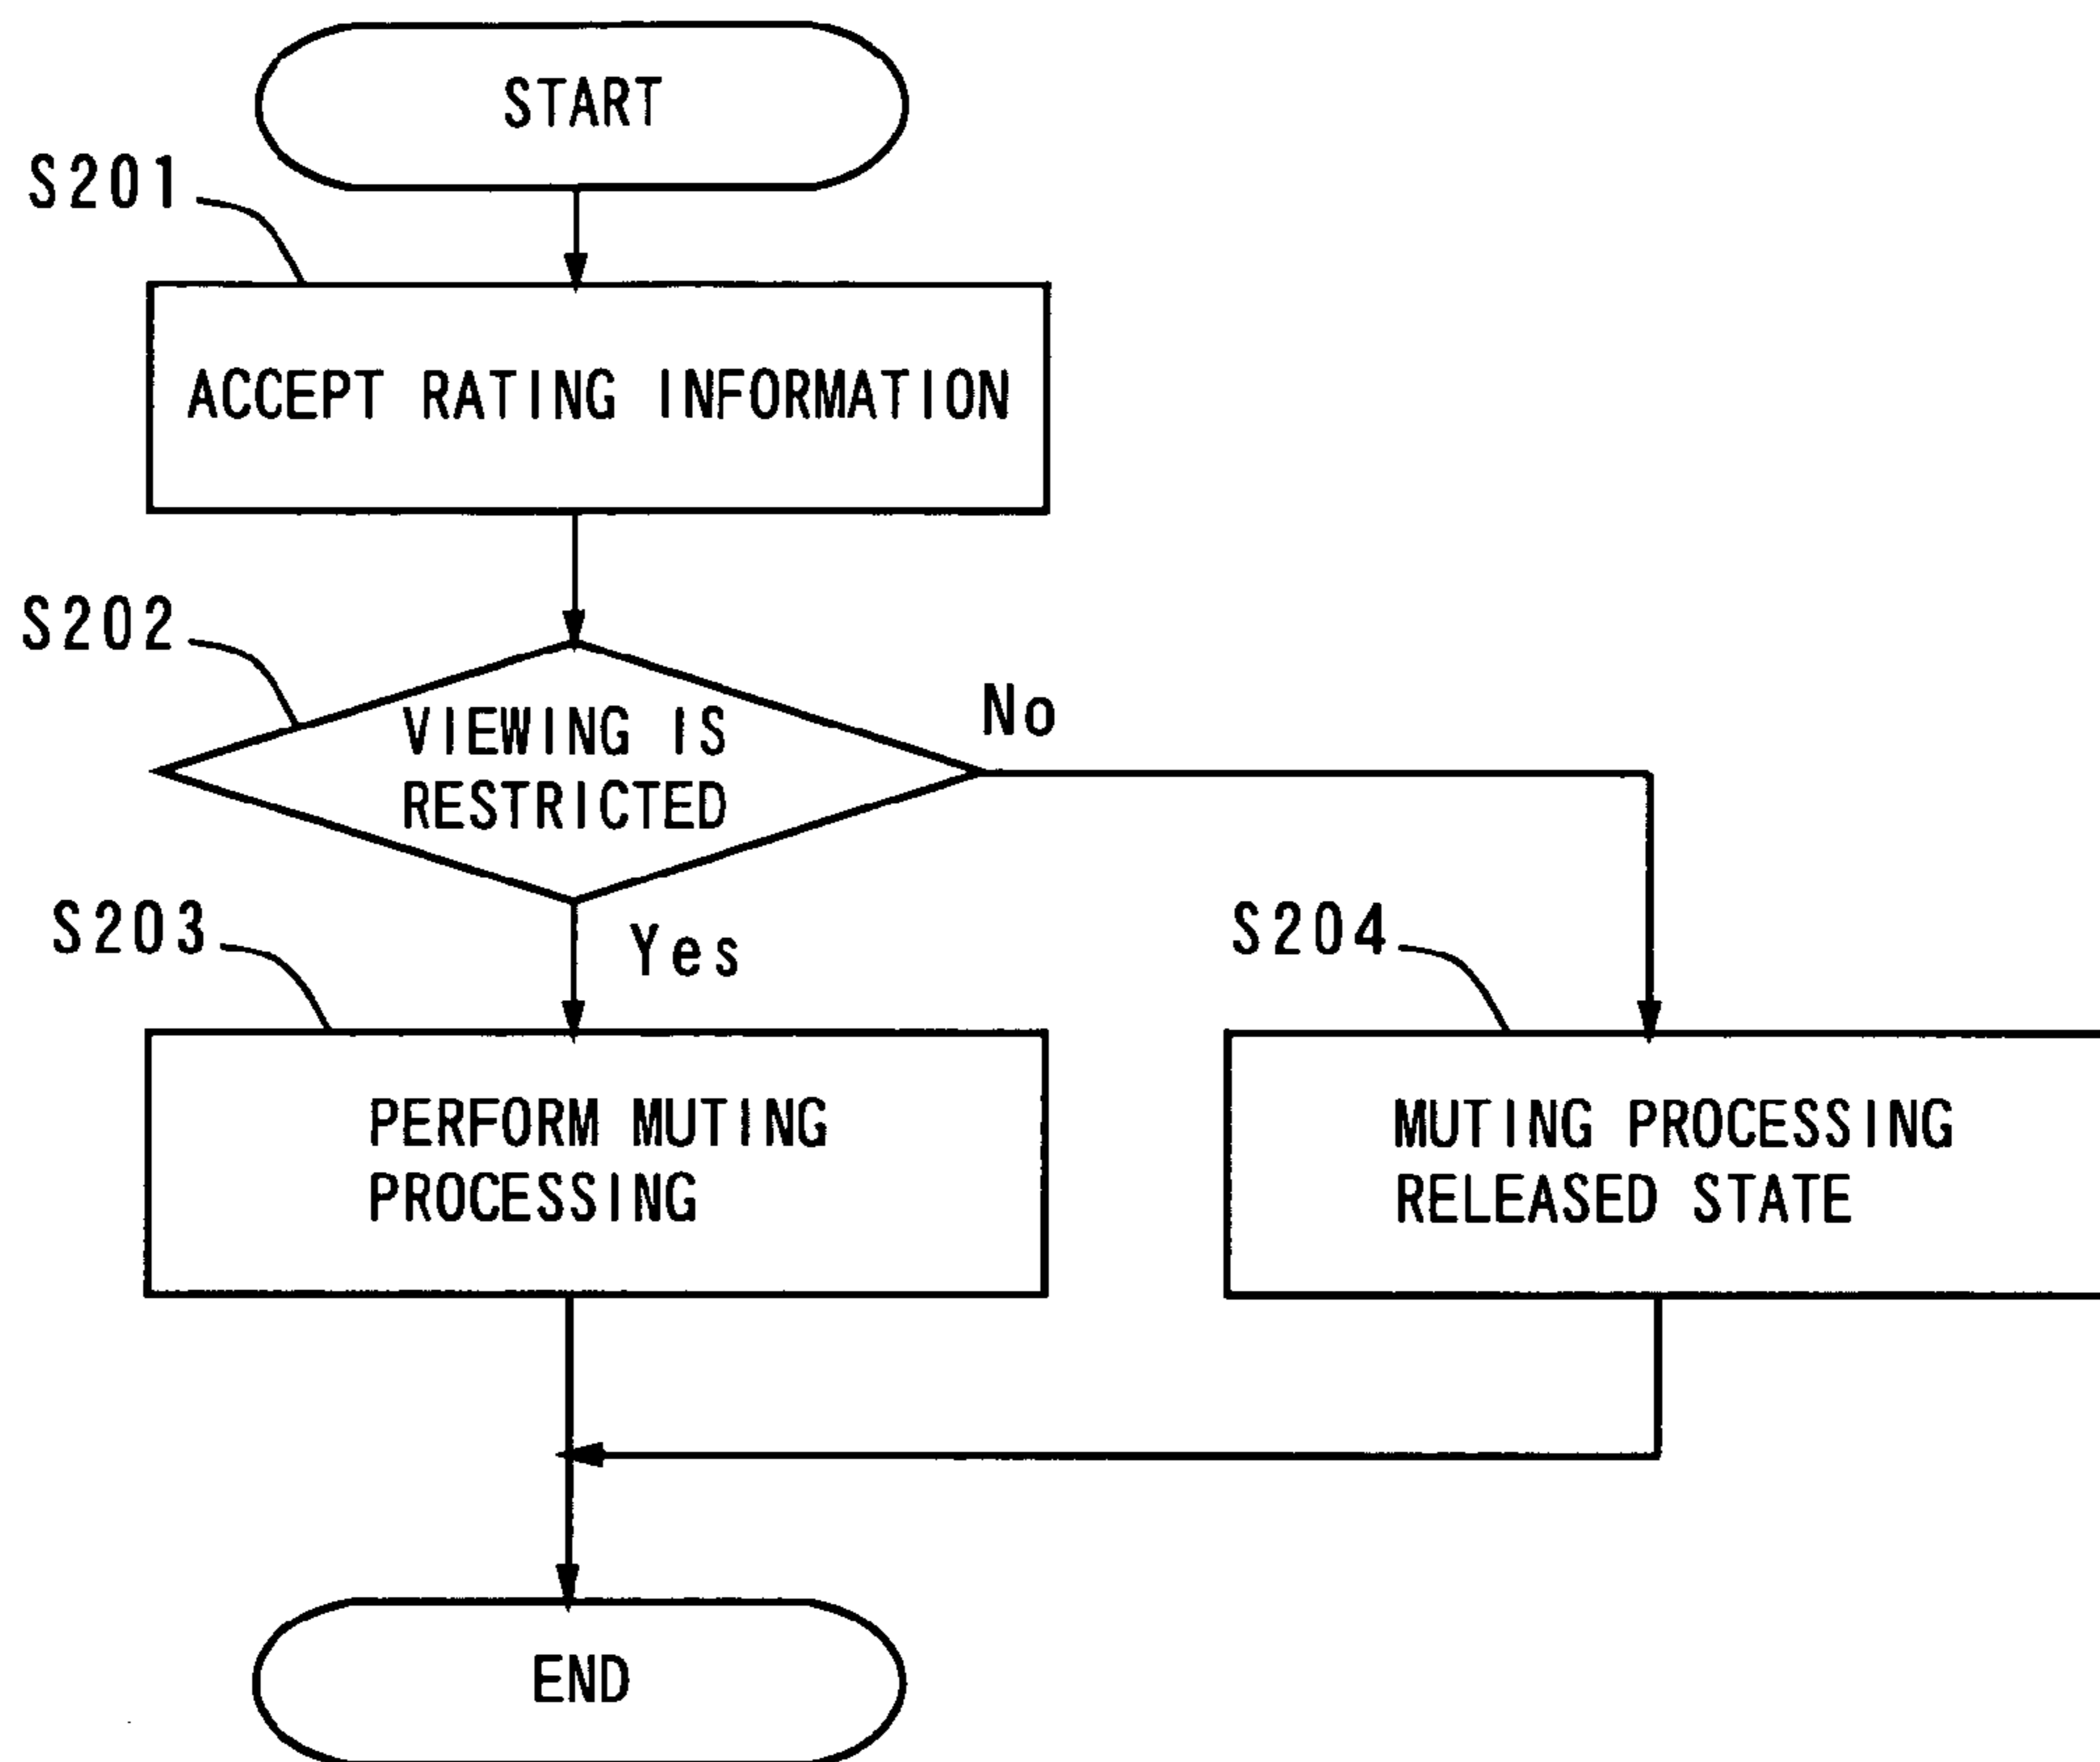 START
S201
ACCEPT RATING INFORMATION
S202
VIEWING IS
RESTRICTED
No
S203
Yes
S204
PERFORM MUTING
PROCESSING
MUTING PROCESSING
RELEASED STATE
END